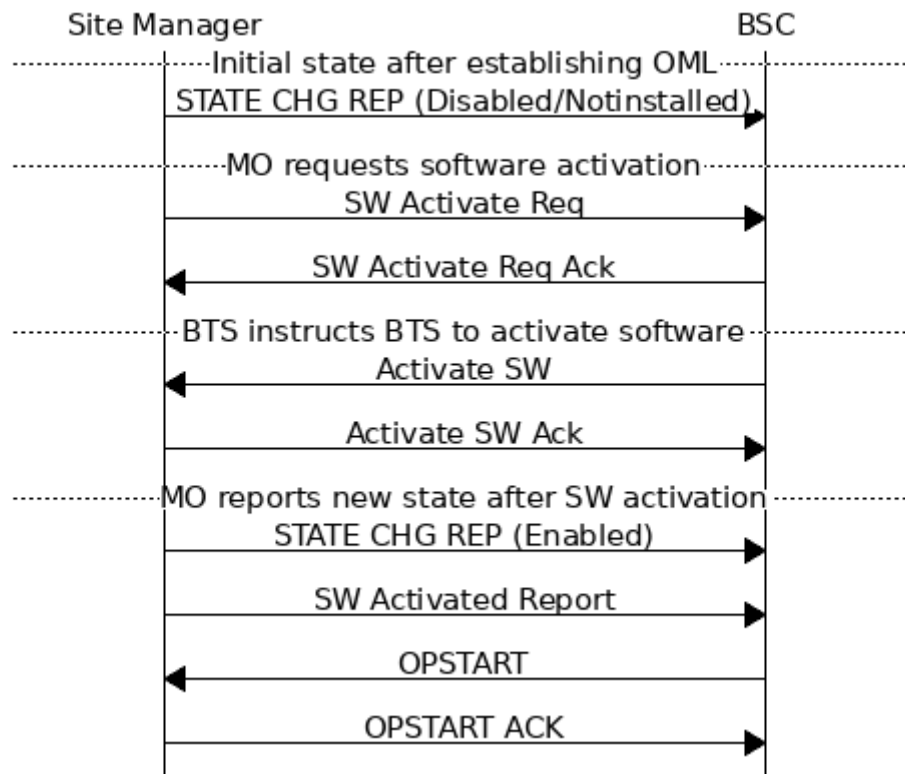 Site Manager BSC
Initial state after establishing OML
STATE CHG REP (Disabled/Notinstalled)
MO requests software activation
SW Activate Req
SW Activate Req Ack
BTS instructs BTS to activate software
Activate SW
Activate SW Ack
MO reports new state after SW activation
STATE CHG REP (Enabled)
SW Activated Report
OPSTART
OPSTART ACK